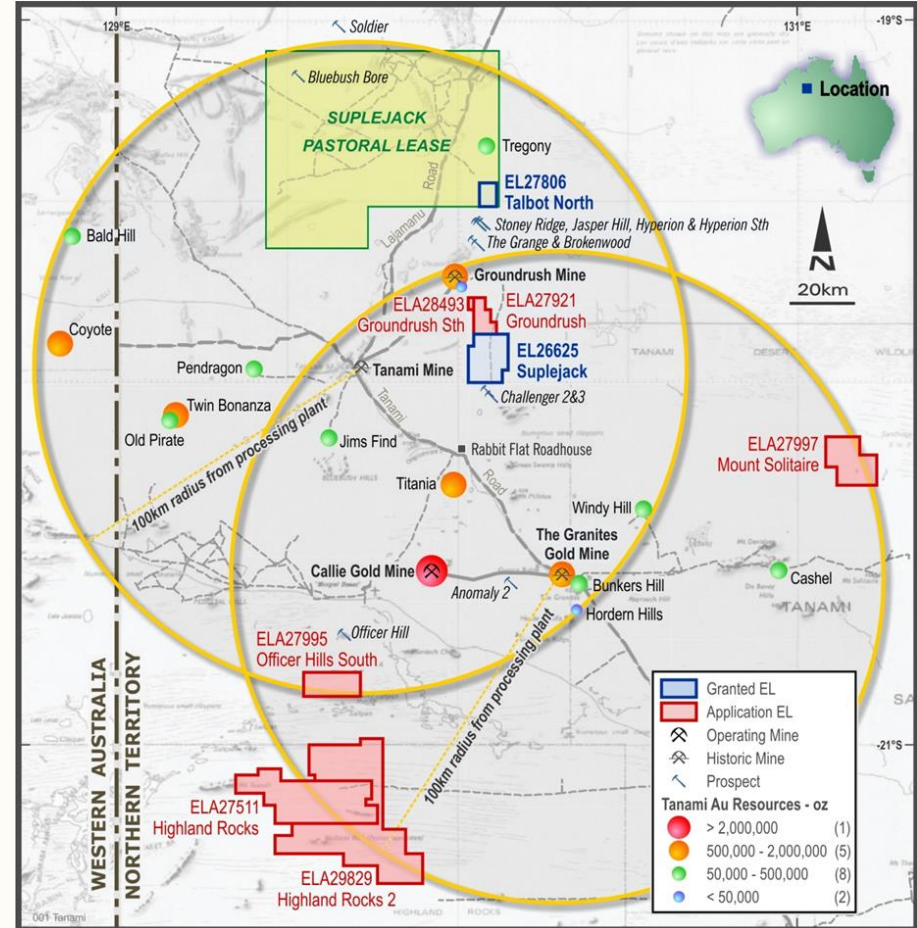 129°E
131°E
-19°S
Soldier
Bluebush Bore
SUPLEJACK
PASTORAL LEASE
Location
Tregony
Road
Lajamanu
EL27806
Talbot North
Stoney Ridge, Jasper Hill, Hyperion & Hyperion Sth
The Grange & Brokenwood
N
20km
Bald Hill
Groundrush Mine
ELA28493
Groundrush Sth
ELA27921
Groundrush
Coyote
EL26625
Suplejack
TANAMI
DESERT
Pendragon
Tanami Mine
Challenger 2&3
Twin Bonanza
Old Pirate
Tanami
Road
Jims Find
Rabbit Flat Roadhouse
ELA27997
Mount Solitaire
100km radius from processing plant
Titania
Windy Hill
The Granites
Gold Mine
Callie Gold Mine
Anomaly 2
Bunkers Hill
Cashel
Hordern Hills
TANAMI
Officer Hill
ELA27995
Officer Hills South
100km radius from processing plant
WESTERN AUSTRALIA
NORTHERN TERRITORY
-21°S
ELA27511
Highland Rocks
ELA29829
Highland Rocks 2
HIGHLAND ROCKS
001 Tanami
Granted EL
Application EL
Operating Mine
Historic Mine
Prospect
Tanami Au Resources - oz
> 2,000,000 (1)
500,000 - 2,000,000 (5)
50,000 - 500,000 (8)
< 50,000 (2)